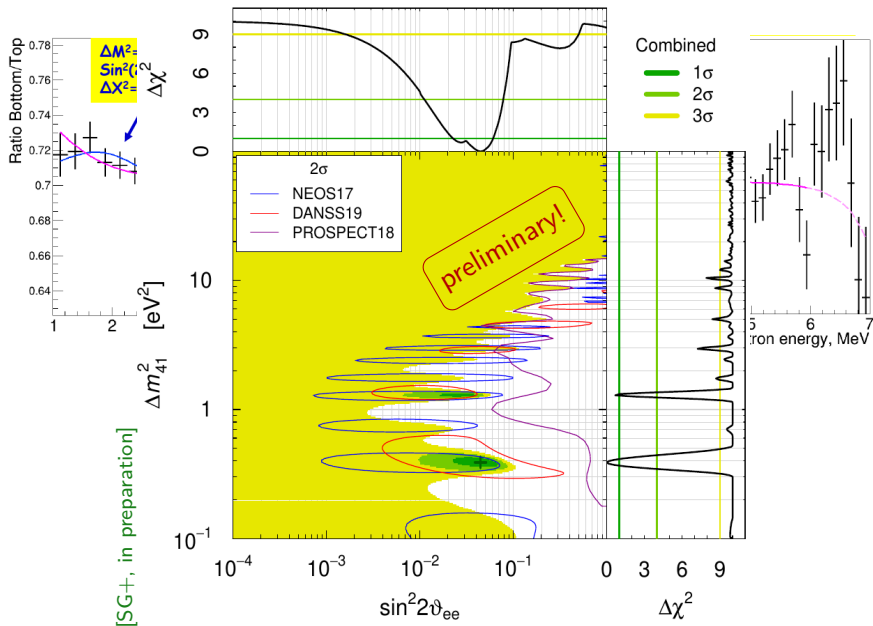 Ratio Bottom/Top
0.78
0.76
0.74
0.72
0.7
0.68
0.66
0.64
1
2
ΔM²=
Sin²(
ΔX²=
Δχ²
9
6
3
0
Combined
1σ
2σ
3σ
2σ
NEOS17
DANSS19
PROSPECT18
preliminary!
Δm²₄₁ [eV²]
10
1
10⁻¹
10⁻⁴
10⁻³
10⁻²
10⁻¹
sin²2ϑee
0
3
6
9
Δχ²
5
6
7
tron energy, MeV
[SG+, in preparation]